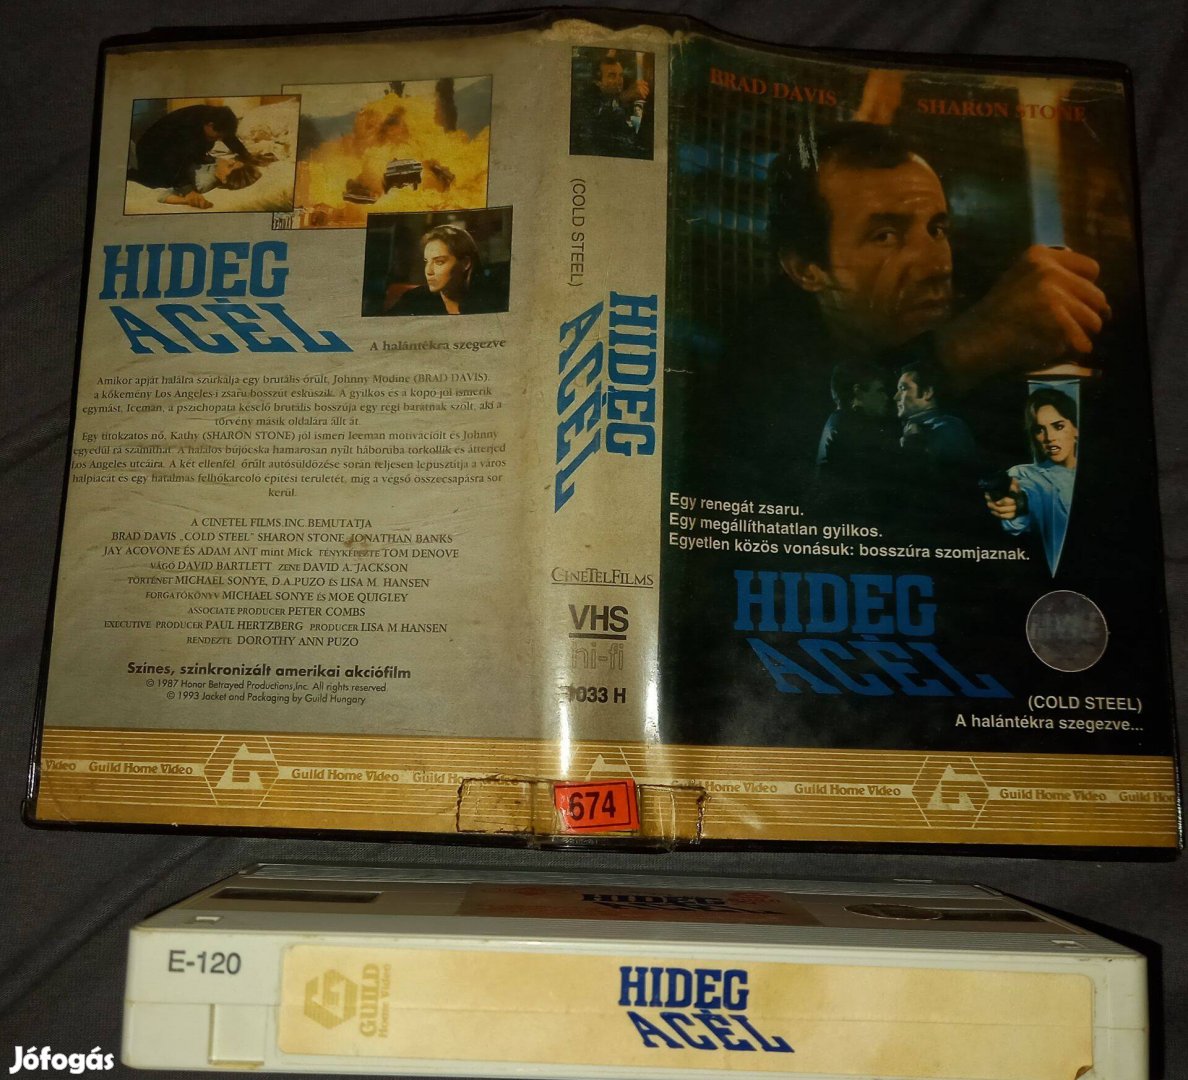 HIDEG
ACÉL
A halántékra szegezve
Amikor apját halálra szurkálja egy brutális őrült, Johnny Modine (BRAD DAVIS),
a kőkemény Los Angeles-i zsaru bosszút esküszik. A gyilkos és a kopó jól ismerik
egymást, Iceman, a pszichopata késelő brutális bosszúja egy régi barátnak szólt, aki a
törvény másik oldalára állt át.
Egy titokzatos nő, Kathy (SHARON STONE) jól ismeri Iceman motivációit és Johnny
egyedül rá számíthat. A halálos bújócska hamarosan nyílt háborúba torkollik és átterjed
Los Angeles utcáira. A két ellenfél őrült autósüldözése során teljesen lepusztítja a város
halpiacát és egy hatalmas felhőkarcoló építési területét, míg a végső összecsapásra sor
kerül.
A CINETEL FILMS INC. BEMUTATJA
BRAD DAVIS „COLD STEEL" SHARON STONE, JONATHAN BANKS
JAY ACOVONE ÉS ADAM ANT mint Mick FÉNYKÉPEZTE TOM DENOVE
VÁGÓ DAVID BARTLETT ZENE DAVID A. JACKSON
TÖRTÉNET MICHAEL SONYE, D.A.PUZO ÉS LISA M. HANSEN
FORGATÓKÖNYV MICHAEL SONYE ÉS MOE QUIGLEY
ASSOCIATE PRODUCER PETER COMBS
EXECUTIVE PRODUCER PAUL HERTZBERG PRODUCER LISA M HANSEN
RENDEZTE DOROTHY ANN PUZO
Színes, szinkronizált amerikai akciófilm
© 1987 Honor Betrayed Productions,Inc. All rights reserved.
© 1993 Jacket and Packaging by Guild Hungary
Video Guild Home Video Guild Home Video Guild Ho
(COLD STEEL)
HIDEG
ACÉL
CINETELFILMS
VHS
hi-fi
1033 H
674
BRAD DAVIS
SHARON STONE
Egy renegát zsaru.
Egy megállíthatatlan gyilkos.
Egyetlen közös vonásuk: bosszúra szomjaznak.
HIDEG
ACÉL
(COLD STEEL)
A halántékra szegezve...
Home Video Guild Home Video Guild Home Video Guild Ho
HIDEG
ACÉL
E-120
GUILD
Home Video
HIDEG
ACÉL
Jófogás